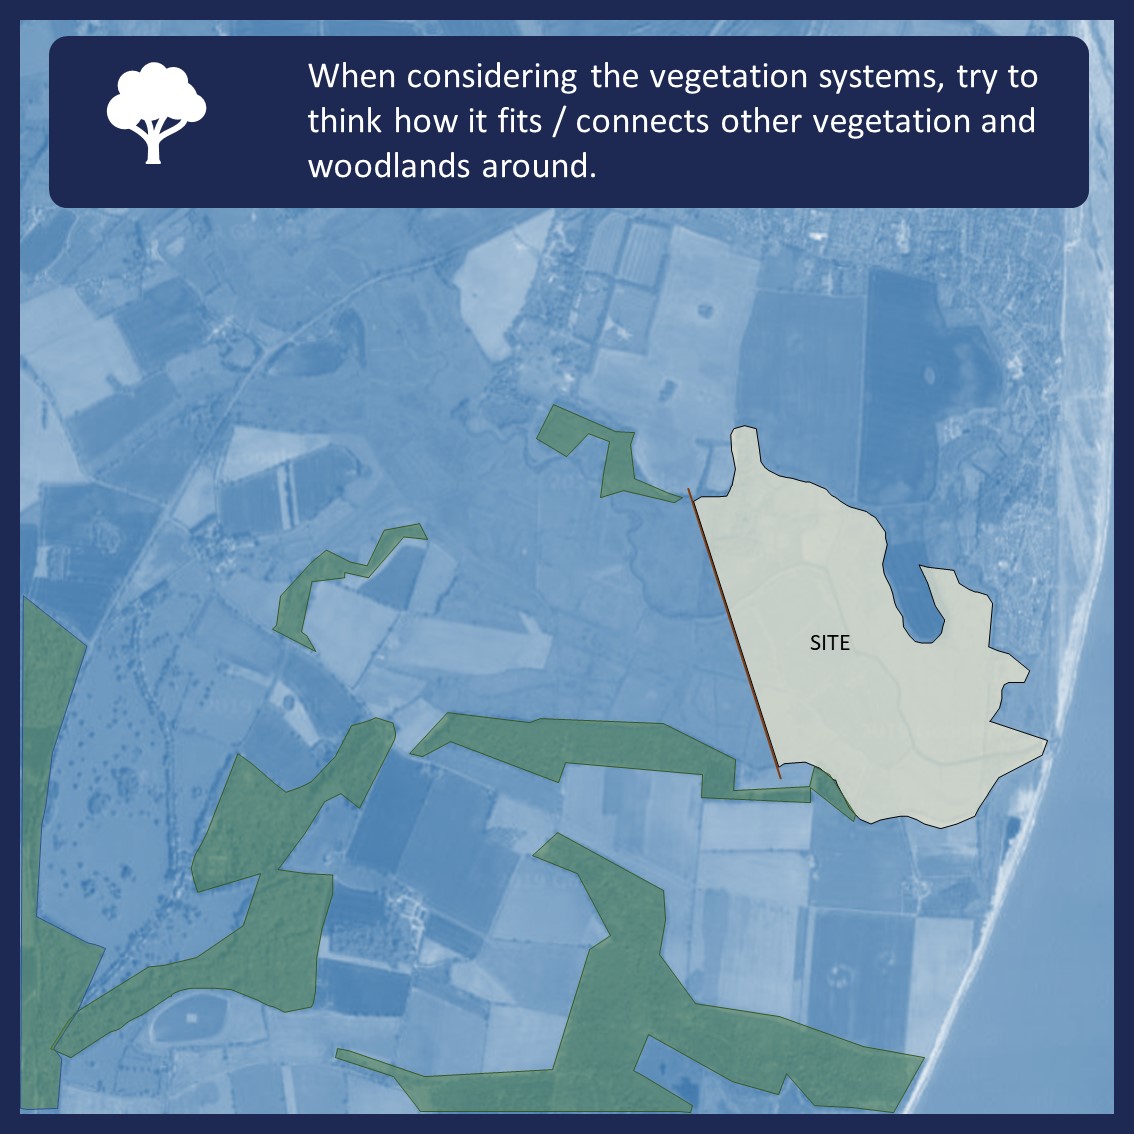 When considering the vegetation systems, try to
think how it fits / connects other vegetation and
woodlands around.
SITE